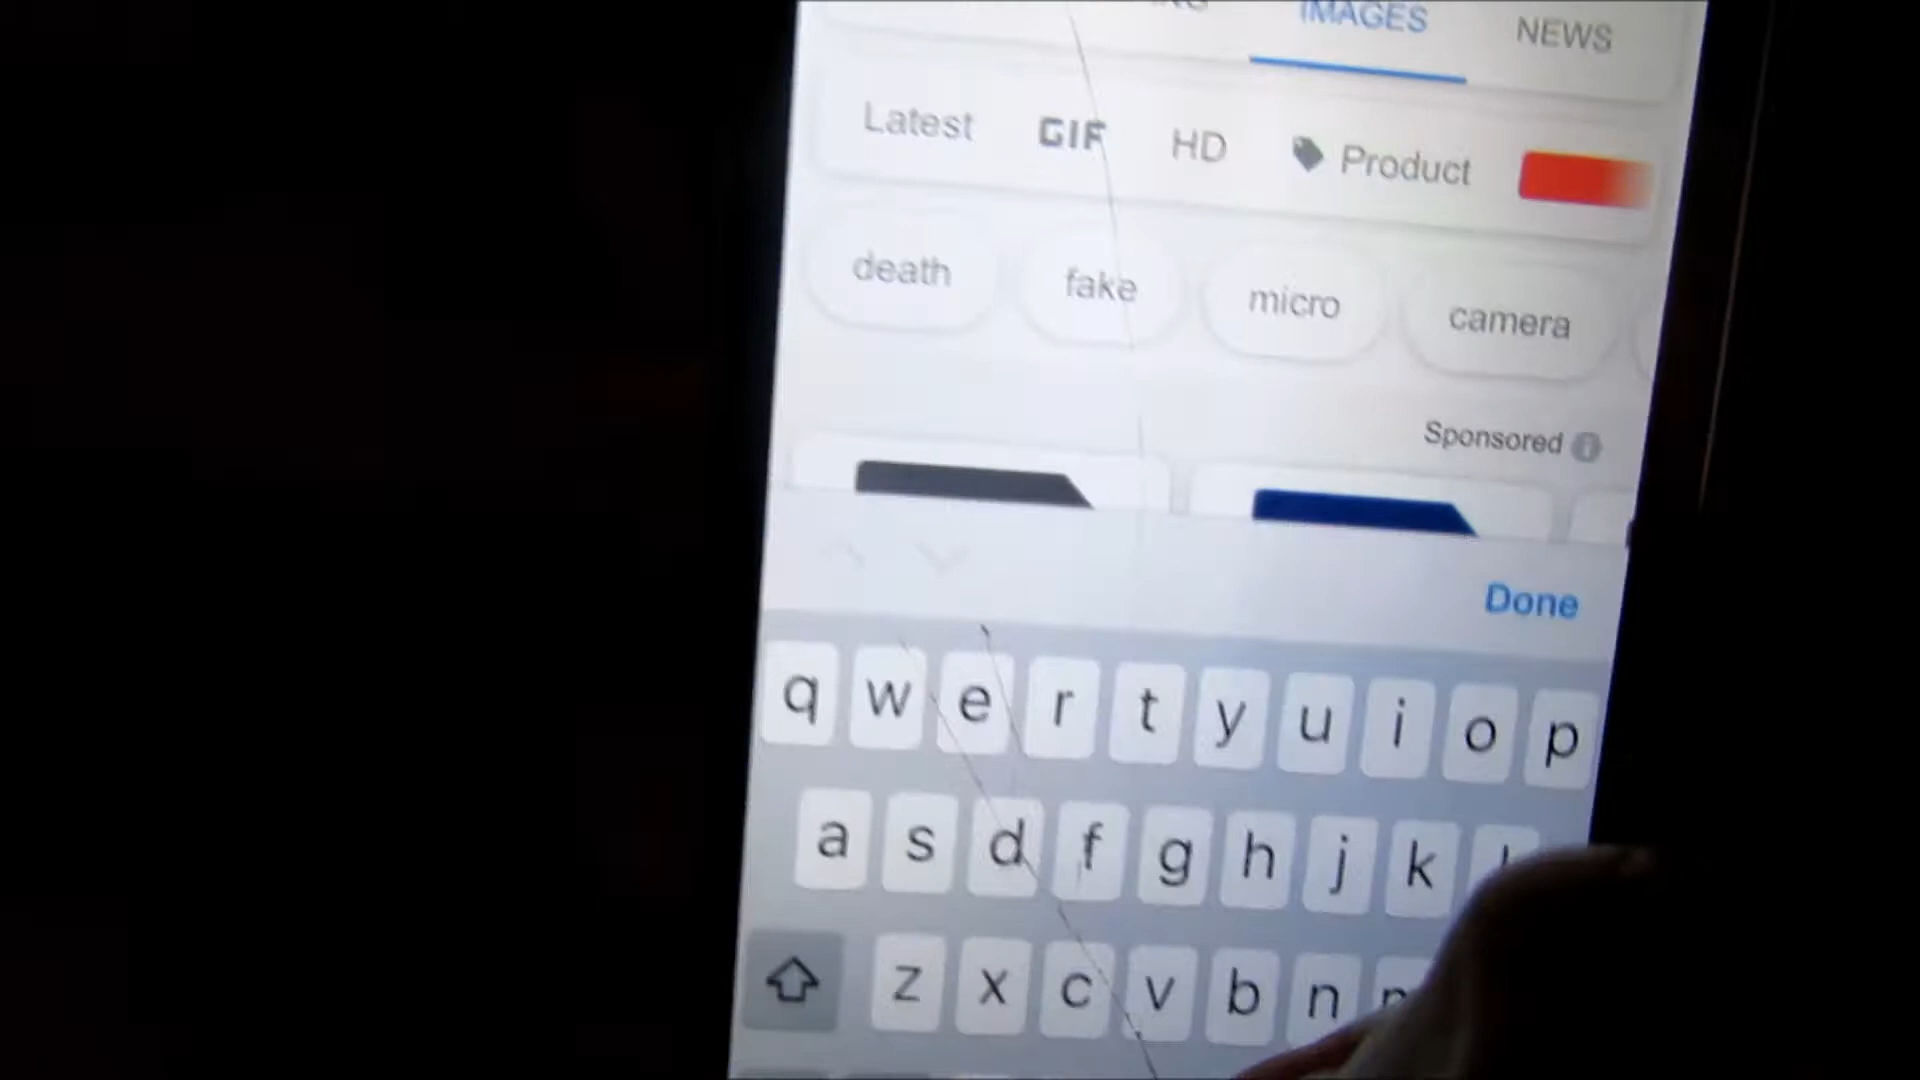 IMAGES NEWS
Latest GIF HD Product
death fake micro camera
Sponsored
Done
q w e r t y u i o p
a s d f g h j k
z x c v b n